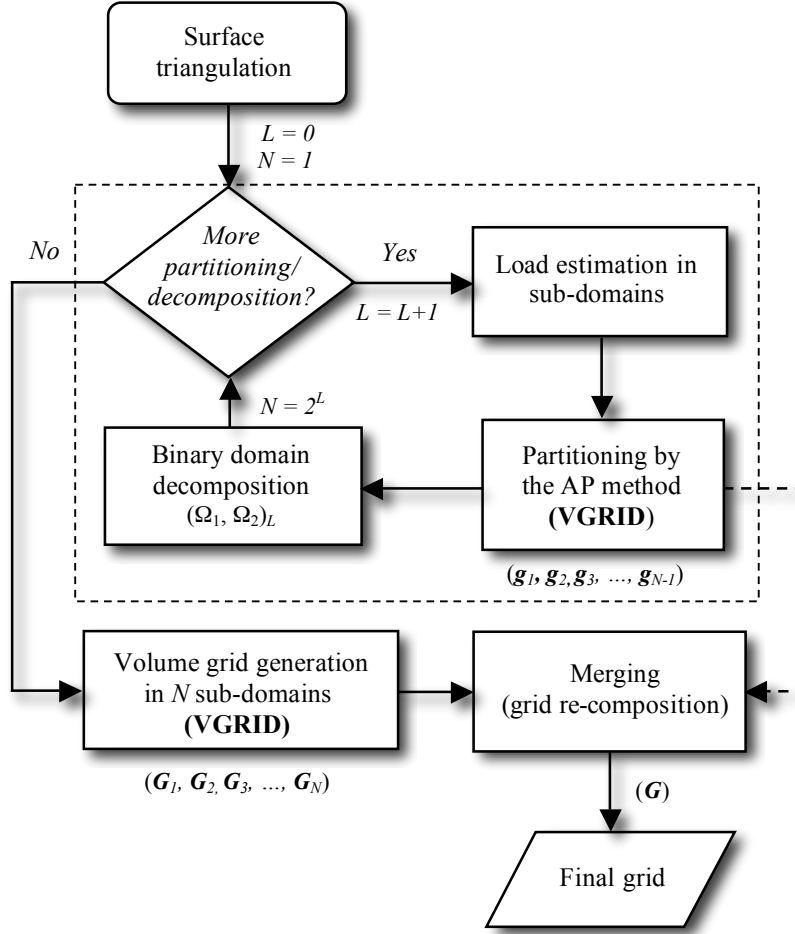 Surface
triangulation
L = 0
N = 1
No
More
partitioning/
decomposition?
Yes
L = L+1
Load estimation in
sub-domains
N = 2^L
Binary domain
decomposition
(Ω1, Ω2)L
Partitioning by
the AP method
(VGRID)
(g1, g2, g3, ..., gN-1)
Volume grid generation
in N sub-domains
(VGRID)
(G1, G2, G3, ..., GN)
Merging
(grid re-composition)
(G)
Final grid